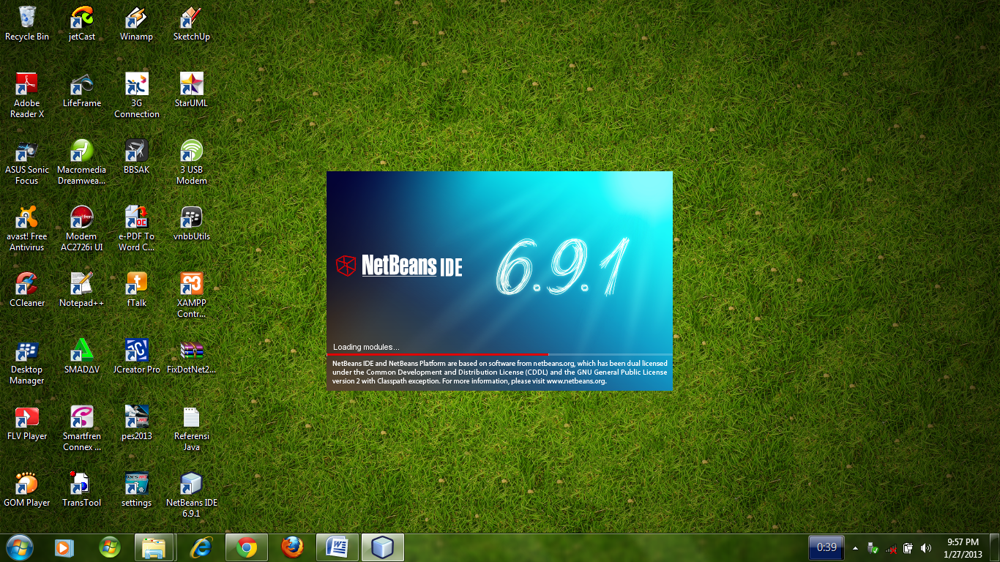 Recycle Bin
jetCast
Winamp
SketchUp
Adobe
Reader X
LifeFrame
3G
Connection
StarUML
ASUS Sonic
Focus
Macromedia
Dreamwea...
BBSAK
3 USB
Modem
avast! Free
Antivirus
Modem
AC2726i UI
e-PDF To
Word C...
vnbbUtils
CCleaner
Notepad++
fTalk
XAMPP
Contr...
Desktop
Manager
SMADΔV
JCreator Pro
FixDotNet2...
FLV Player
Smartfren
Connex ...
pes2013
Referensi
Java
GOM Player
TransTool
settings
NetBeans IDE
6.9.1
NetBeans IDE 6.9.1
Loading modules...
NetBeans IDE and NetBeans Platform are based on software from netbeans.org, which has been dual licensed
under the Common Development and Distribution License (CDDL) and the GNU General Public License
version 2 with Classpath exception. For more information, please visit www.netbeans.org.
0:39
9:57 PM
1/27/2013